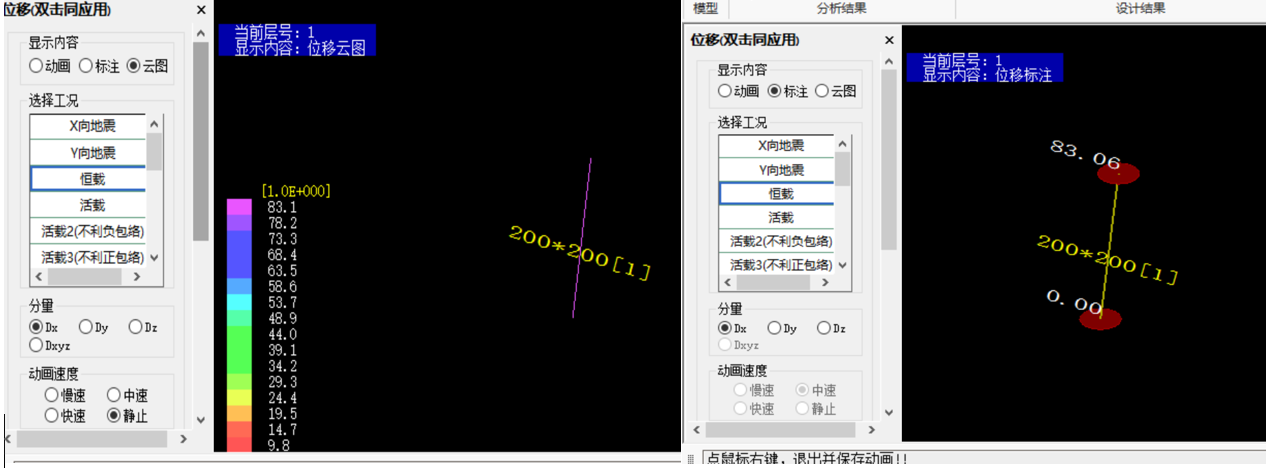 位移(双击同应用)
×
显示内容
动画
标注
云图
选择工况
X向地震
Y向地震
恒载
活载
活载2(不利负包络)
活载3(不利正包络)
分量
Dx
Dy
Dz
Dxyz
动画速度
慢速
中速
快速
静止
当前层号: 1
显示内容: 位移云图
[1.0E+000]
83.1
78.2
73.3
68.4
63.5
58.6
53.7
48.9
44.0
39.1
34.2
29.3
24.4
19.5
14.7
9.8
200*200[1]
模型
分析结果
设计结果
位移(双击同应用)
×
显示内容
动画
标注
云图
选择工况
X向地震
Y向地震
恒载
活载
活载2(不利负包络)
活载3(不利正包络)
分量
Dx
Dy
Dz
Dxyz
动画速度
慢速
中速
快速
静止
当前层号: 1
显示内容: 位移标注
83.06
200*200[1]
0.00
点鼠标右键, 退出并保存动画!!